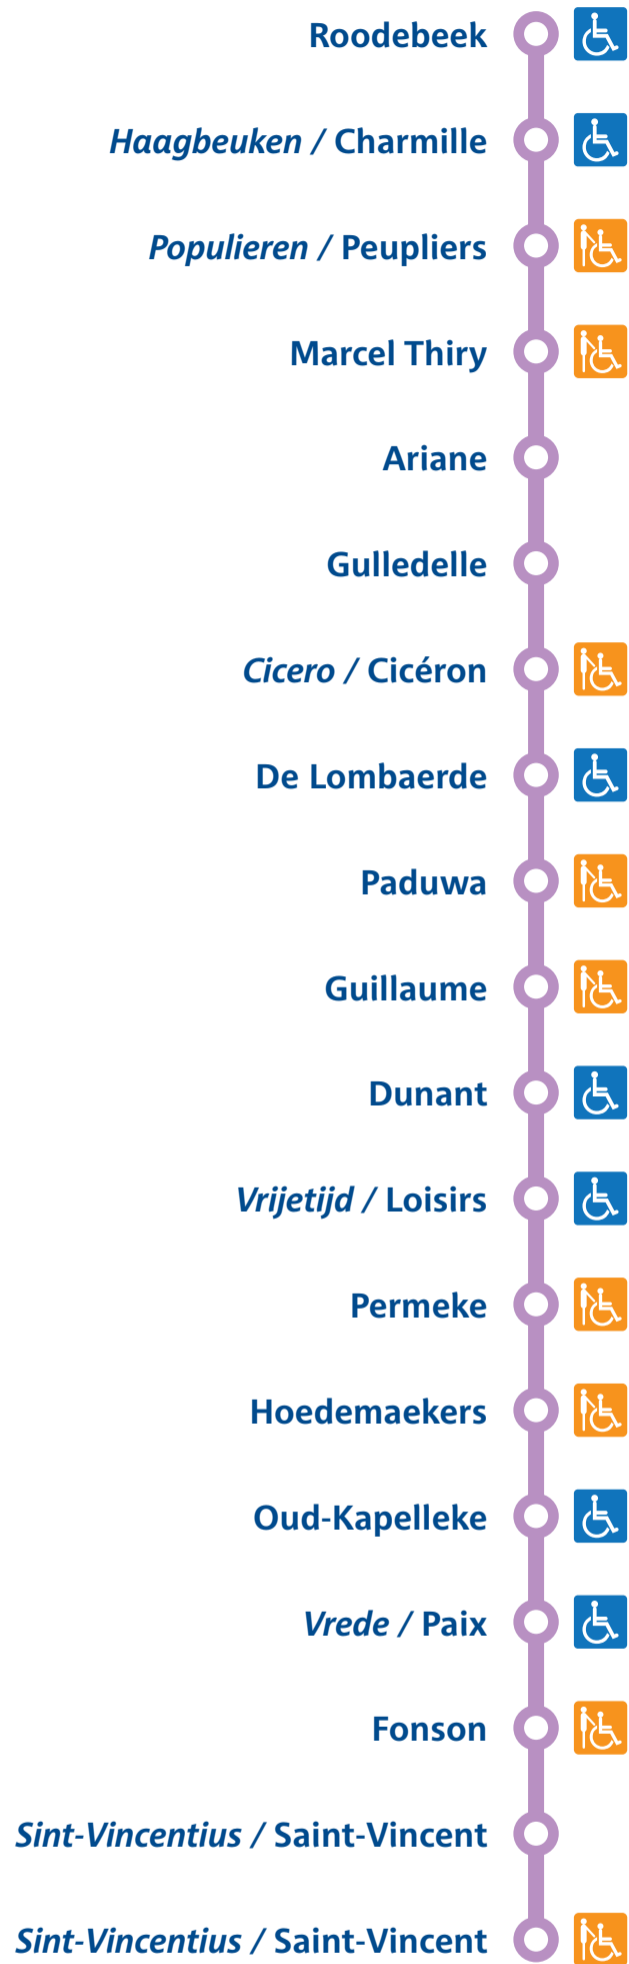 Roodebeek
Haagbeuken / Charmille
Populieren / Peupliers
Marcel Thiry
Ariane
Gulledelle
Cicero / Cicéron
De Lombaerde
Paduwa
Guillaume
Dunant
Vrijetijd / Loisirs
Permeke
Hoedemaekers
Oud-Kapelleke
Vrede / Paix
Fonson
Sint-Vincentius / Saint-Vincent
Sint-Vincentius / Saint-Vincent